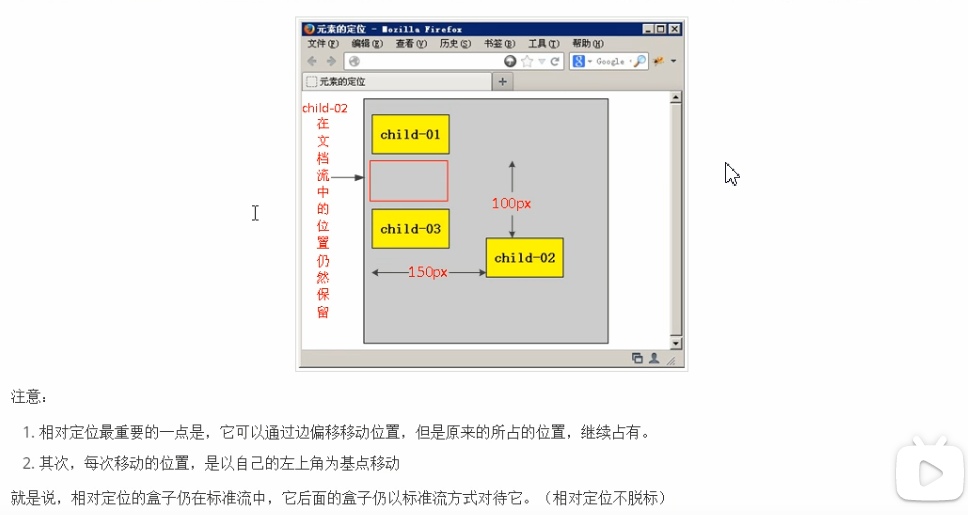 元素的定位 - Mozilla Firefox
文件(F) 编辑(E) 查看(V) 历史(S) 书签(B) 工具(T) 帮助(H)
Google
元素的定位
child-02
在文档流中的位置仍然保留
child-01
100px
child-03
child-02
150px
注意：
1. 相对定位最重要的一点是，它可以通过边偏移移动位置，但是原来的所占的位置，继续占有。
2. 其次，每次移动的位置，是以自己的左上角为基点移动
就是说，相对定位的盒子仍在标准流中，它后面的盒子仍以标准流方式对待它。（相对定位不脱标）